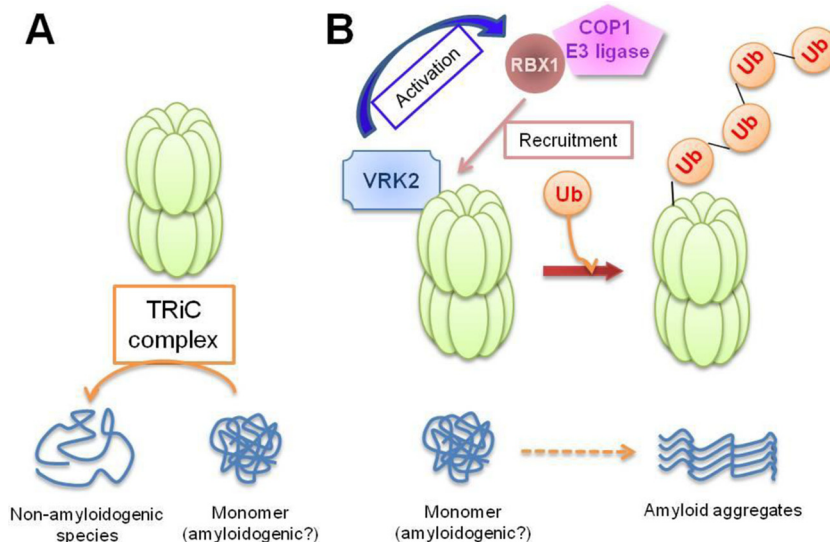 A
TRiC
complex
Non-amyloidogenic
species
Monomer
(amyloidogenic?)
B
Activation
RBX1
COP1
E3 ligase
Recruitment
VRK2
Ub
Ub
Ub
Ub
Ub
Monomer
(amyloidogenic?)
Amyloid aggregates